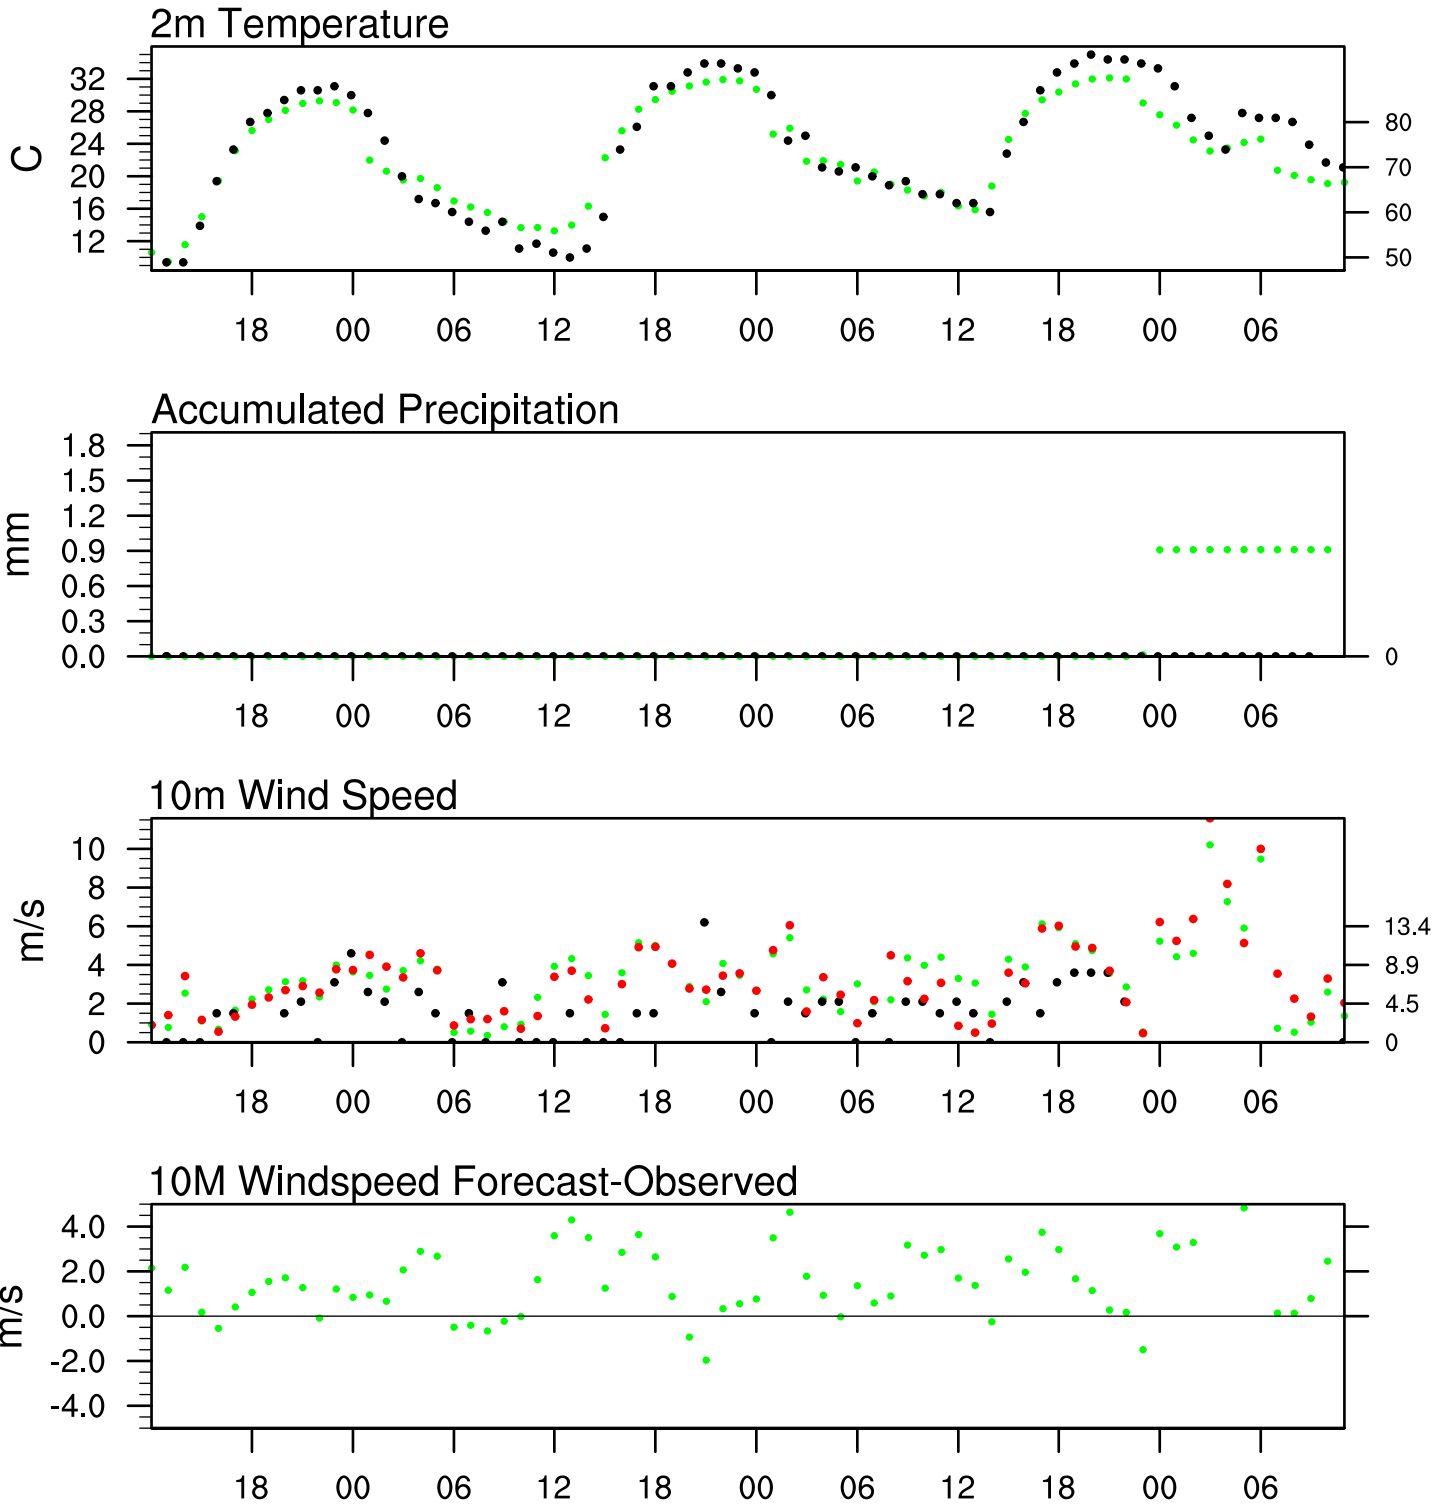 2m Temperature
C
32
28
24
20
16
12
80
70
60
50
18 00 06 12 18 00 06 12 18 00 06
Accumulated Precipitation
mm
1.8
1.5
1.2
0.9
0.6
0.3
0.0
0
18 00 06 12 18 00 06 12 18 00 06
10m Wind Speed
m/s
10
8
6
4
2
0
13.4
8.9
4.5
0
18 00 06 12 18 00 06 12 18 00 06
10M Windspeed Forecast-Observed
m/s
4.0
2.0
0.0
-2.0
-4.0
18 00 06 12 18 00 06 12 18 00 06